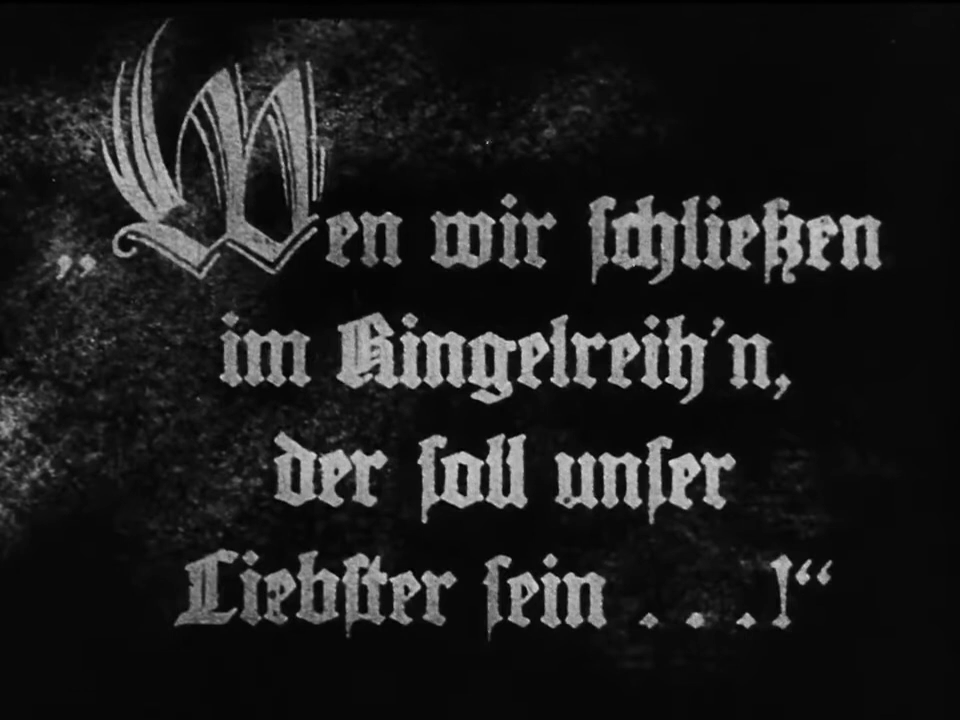 „Wen wir schließen
im Ringelreih'n,
der soll unser
Liebster sein . . . .!“